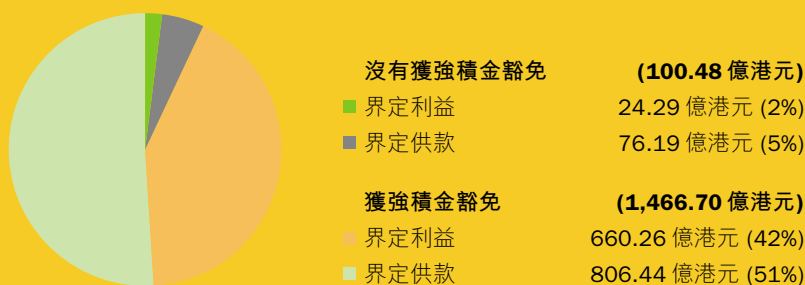 沒有獲強積金豁免 (100.48 億港元)
界定利益 24.29 億港元 (2%)
界定供款 76.19 億港元 (5%)
獲強積金豁免 (1,466.70 億港元)
界定利益 660.26 億港元 (42%)
界定供款 806.44 億港元 (51%)